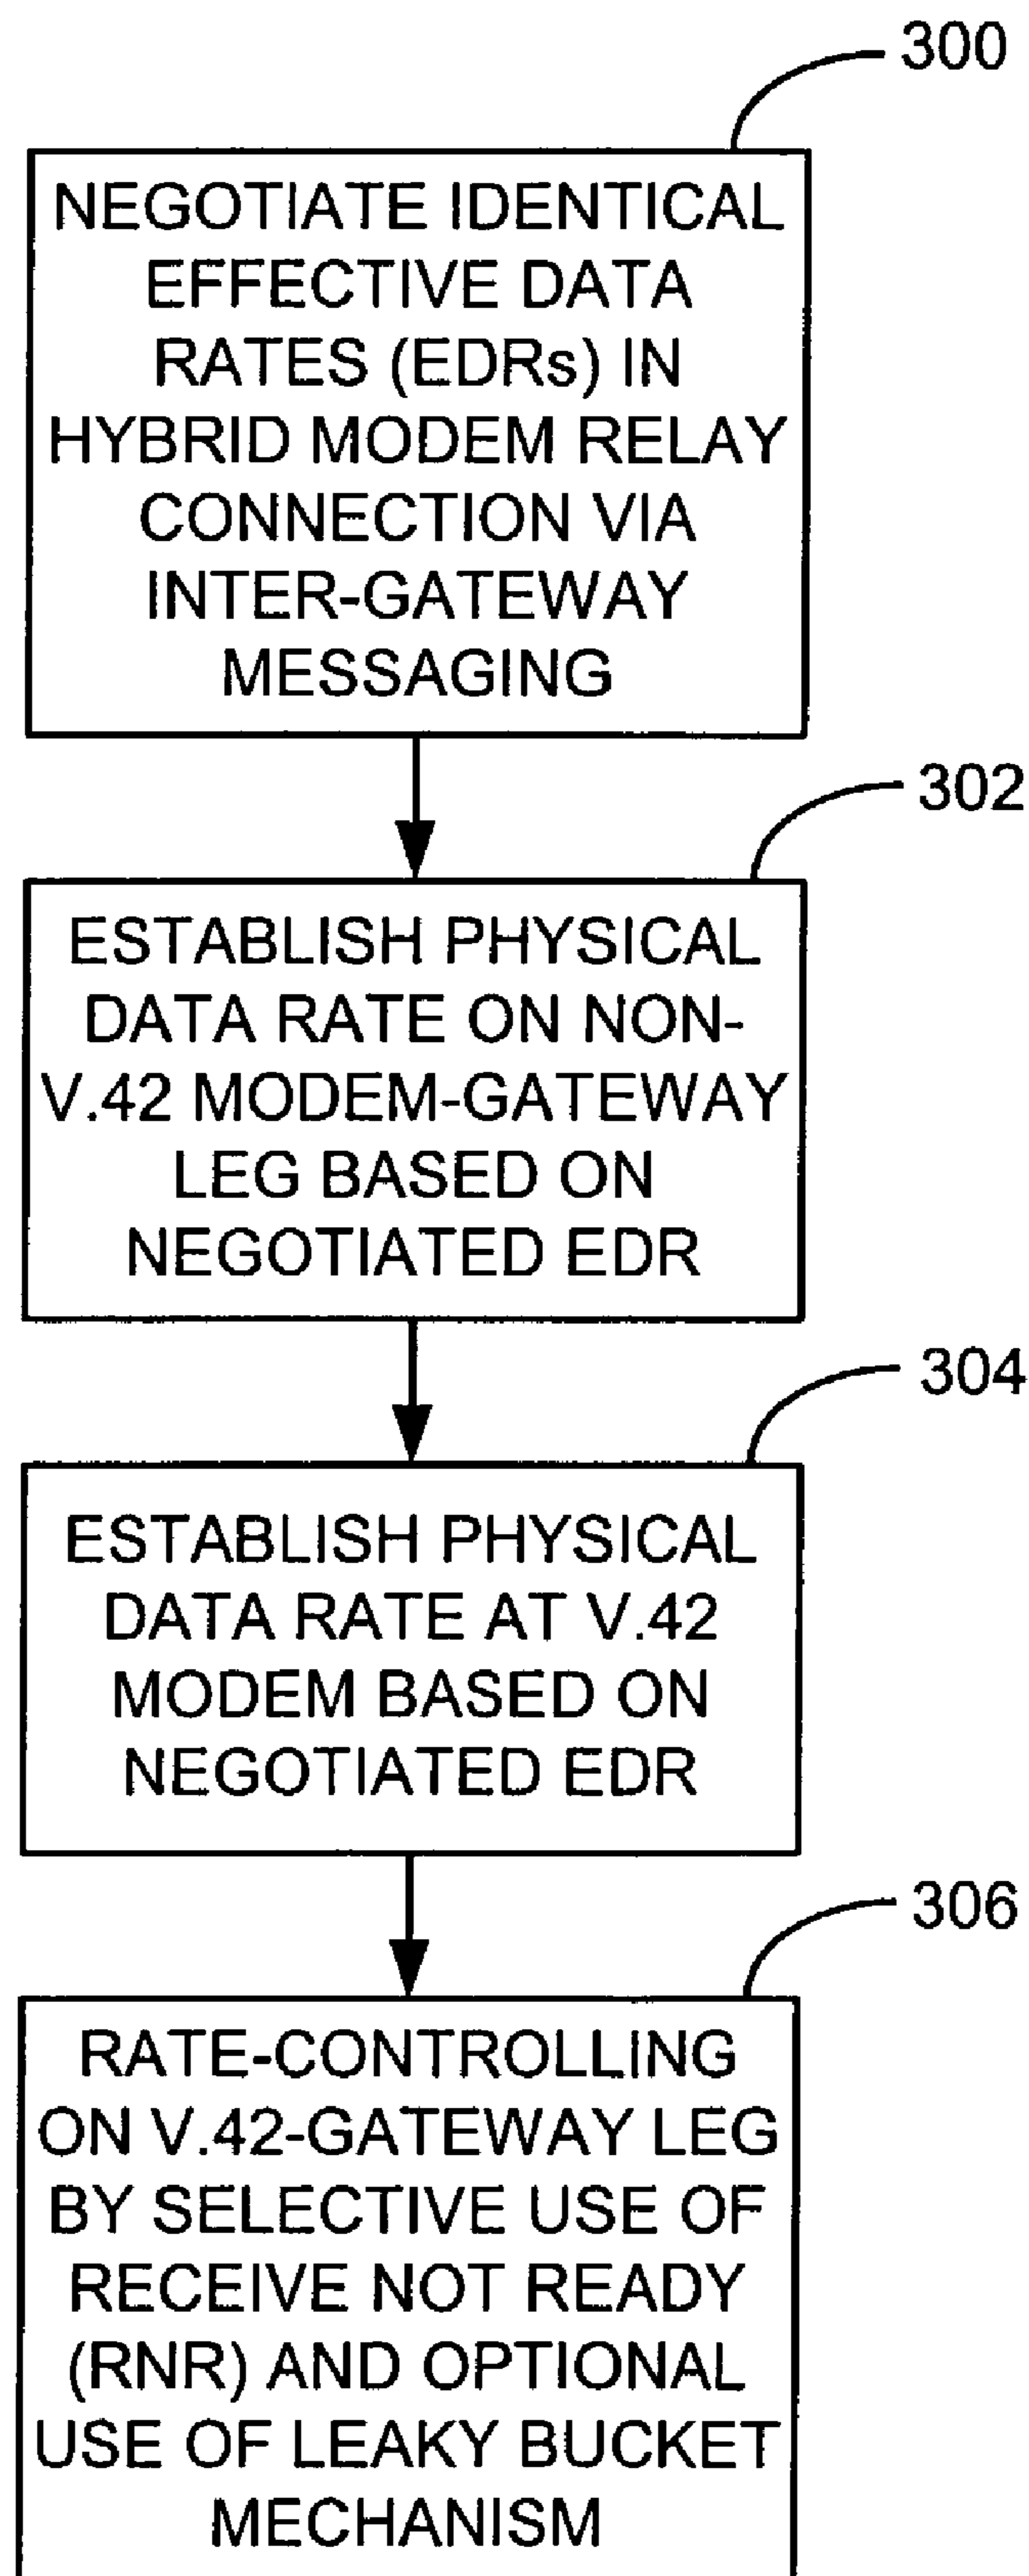 300
NEGOTIATE IDENTICAL
EFFECTIVE DATA
RATES (EDRs) IN
HYBRID MODEM RELAY
CONNECTION VIA
INTER-GATEWAY
MESSAGING
302
ESTABLISH PHYSICAL
DATA RATE ON NON-
V.42 MODEM-GATEWAY
LEG BASED ON
NEGOTIATED EDR
304
ESTABLISH PHYSICAL
DATA RATE AT V.42
MODEM BASED ON
NEGOTIATED EDR
306
RATE-CONTROLLING
ON V.42-GATEWAY LEG
BY SELECTIVE USE OF
RECEIVE NOT READY
(RNR) AND OPTIONAL
USE OF LEAKY BUCKET
MECHANISM